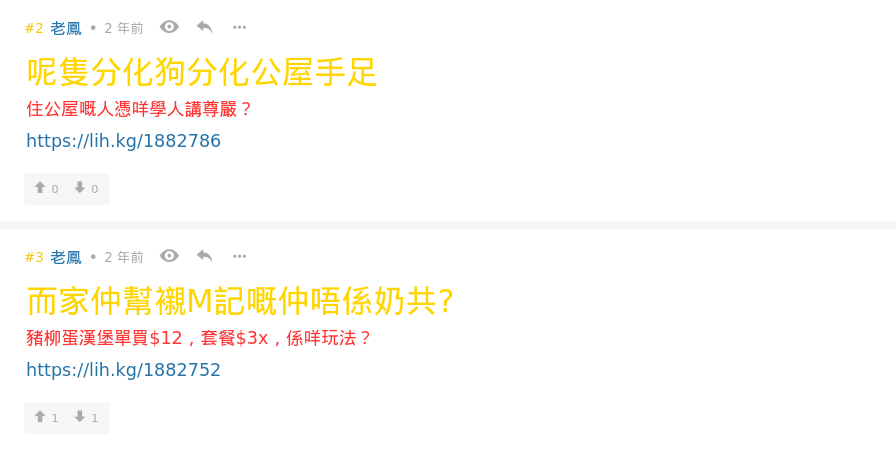 #2 老鳳 • 2 年前
呢隻分化狗分化公屋手足
住公屋嘅人憑咩學人講尊嚴？
https://lih.kg/1882786
0 0
#3 老鳳 • 2 年前
而家仲幫襯M記嘅仲唔係奶共?
豬柳蛋漢堡單買$12，套餐$3x，係咩玩法？
https://lih.kg/1882752
1 1